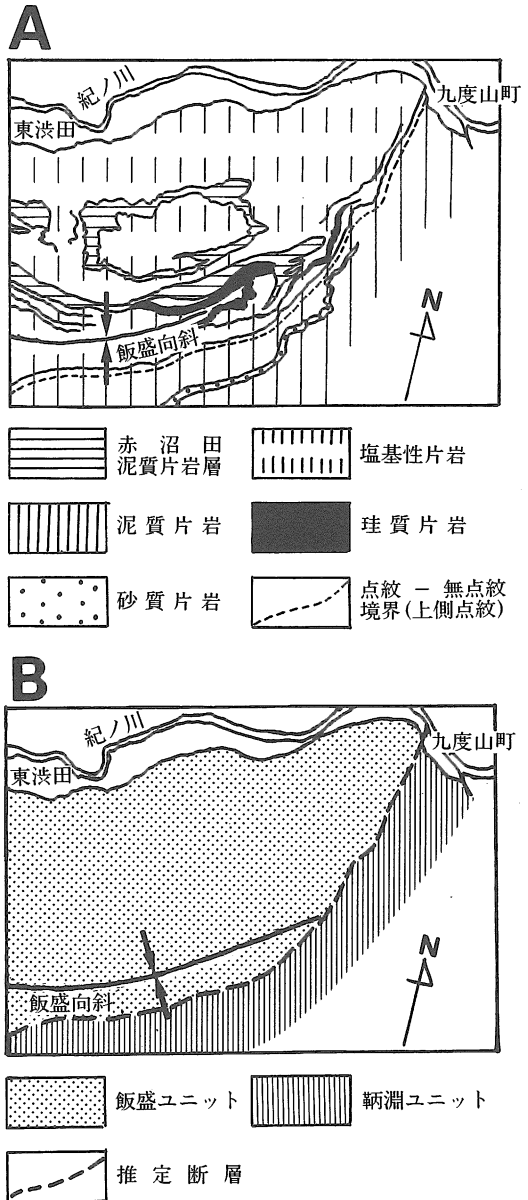 A
紀ノ川
東渋田
九度山町
飯盛向斜
N
赤沼田
泥質片岩層
塩基性片岩
泥質片岩
珪質片岩
砂質片岩
点紋－無点紋
境界(上側点紋)
B
紀ノ川
東渋田
九度山町
飯盛向斜
N
飯盛ユニット
鞆淵ユニット
推定断層